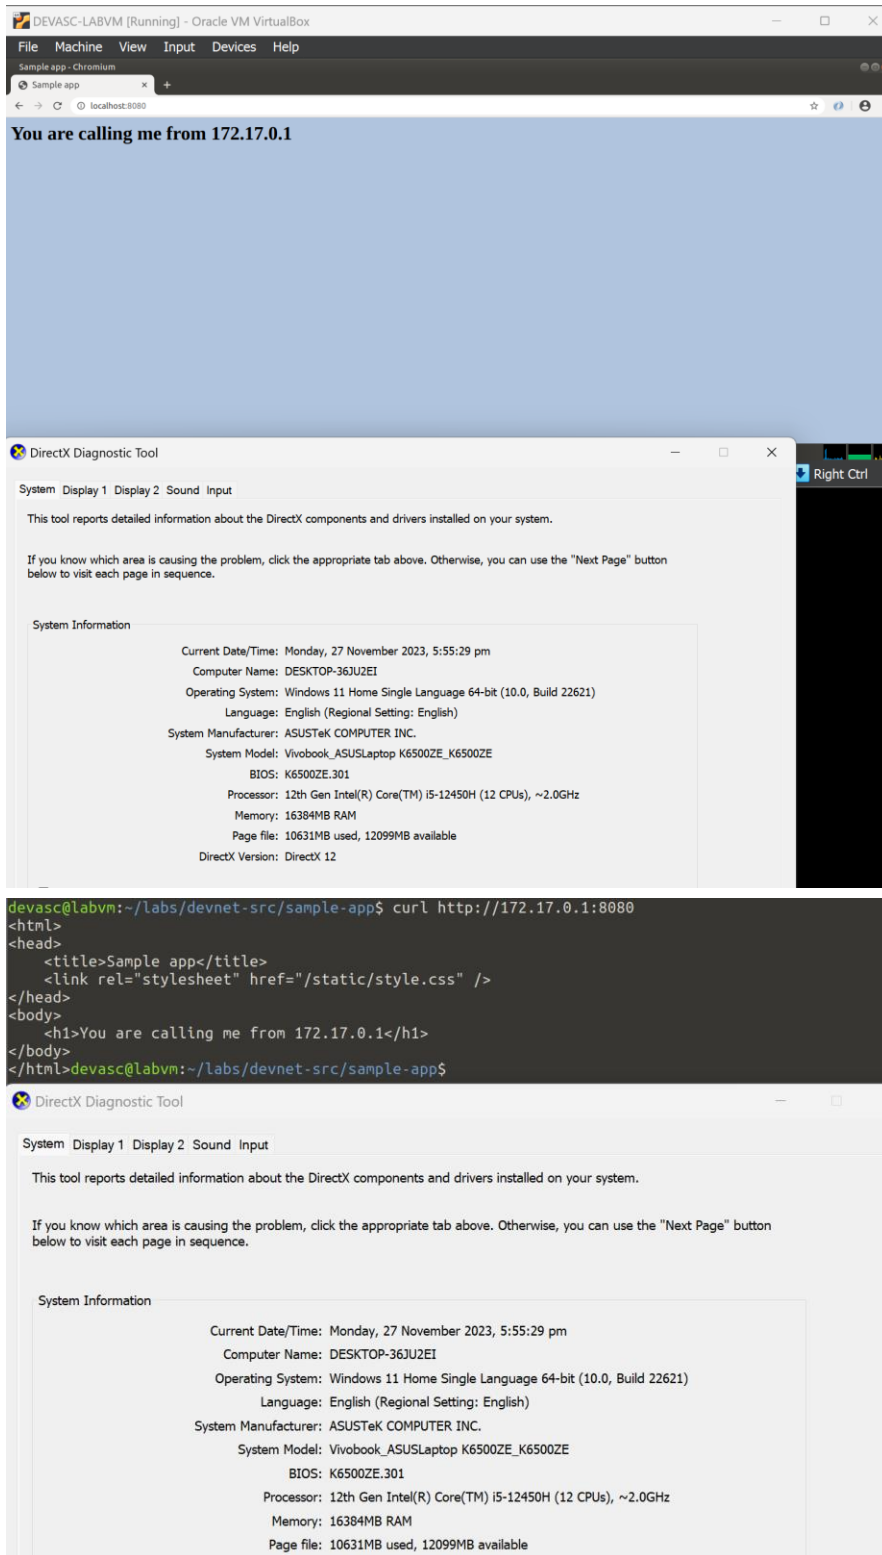 DEVASC-LABVM [Running] - Oracle VM VirtualBox
File Machine View Input Devices Help
Sample app - Chromium
Sample app
localhost:8080
You are calling me from 172.17.0.1
DirectX Diagnostic Tool
Right Ctrl
System Display 1 Display 2 Sound Input
This tool reports detailed information about the DirectX components and drivers installed on your system.
If you know which area is causing the problem, click the appropriate tab above. Otherwise, you can use the "Next Page" button
below to visit each page in sequence.
System Information
Current Date/Time: Monday, 27 November 2023, 5:55:29 pm
Computer Name: DESKTOP-36JU2EI
Operating System: Windows 11 Home Single Language 64-bit (10.0, Build 22621)
Language: English (Regional Setting: English)
System Manufacturer: ASUSTeK COMPUTER INC.
System Model: Vivobook_ASUSLaptop K6500ZE_K6500ZE
BIOS: K6500ZE.301
Processor: 12th Gen Intel(R) Core(TM) i5-12450H (12 CPUs), ~2.0GHz
Memory: 16384MB RAM
Page file: 10631MB used, 12099MB available
DirectX Version: DirectX 12
devasc@labvm:~/labs/devnet-src/sample-app$ curl http://172.17.0.1:8080
<html>
<head>
    <title>Sample app</title>
    <link rel="stylesheet" href="/static/style.css" />
</head>
<body>
    <h1>You are calling me from 172.17.0.1</h1>
</body>
</html>devasc@labvm:~/labs/devnet-src/sample-app$
DirectX Diagnostic Tool
System Display 1 Display 2 Sound Input
This tool reports detailed information about the DirectX components and drivers installed on your system.
If you know which area is causing the problem, click the appropriate tab above. Otherwise, you can use the "Next Page" button
below to visit each page in sequence.
System Information
Current Date/Time: Monday, 27 November 2023, 5:55:29 pm
Computer Name: DESKTOP-36JU2EI
Operating System: Windows 11 Home Single Language 64-bit (10.0, Build 22621)
Language: English (Regional Setting: English)
System Manufacturer: ASUSTeK COMPUTER INC.
System Model: Vivobook_ASUSLaptop K6500ZE_K6500ZE
BIOS: K6500ZE.301
Processor: 12th Gen Intel(R) Core(TM) i5-12450H (12 CPUs), ~2.0GHz
Memory: 16384MB RAM
Page file: 10631MB used, 12099MB available